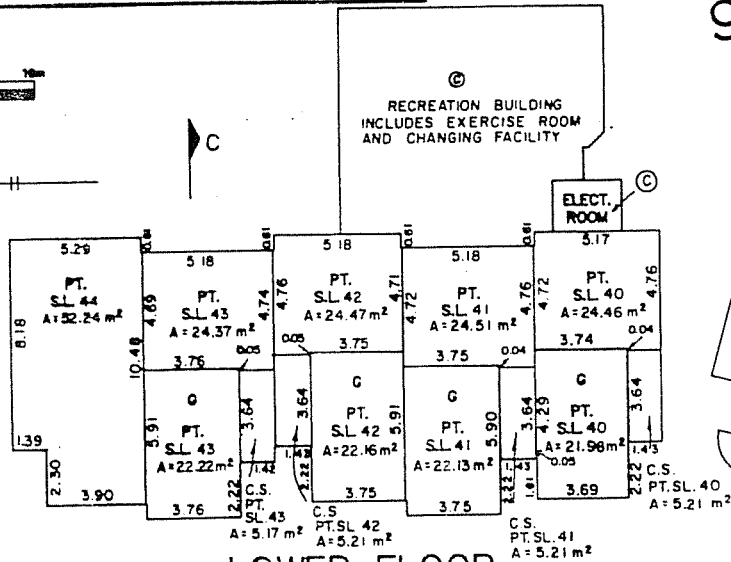 9
10m
C
©
RECREATION BUILDING
INCLUDES EXERCISE ROOM
AND CHANGING FACILITY
©
ELECT.
ROOM
5.29
0.61
5.18
0.61
5.18
0.61
5.18
0.61
5.17
PT.
S.L 44
A=52.24 m²
8.18
4.69
10.48
1.39
2.30
3.90
PT.
S.L 43
A=24.37 m²
4.74
3.76
0.05
4.76
PT.
S.L 42
A=24.47 m²
4.71
0.05
3.75
4.72
PT.
S.L 41
A=24.51 m²
4.76
3.75
0.04
4.72
PT.
S.L 40
A=24.46 m²
4.76
3.74
0.04
G
PT.
S.L 43
A=22.22 m²
5.91
3.64
3.76
2.22
1.42
C.S.
PT.
SL.43
A=5.17 m²
3.64
1.43
2.22
C.S
PT.SL 42
A=5.21 m²
G
PT.
S.L 42
A=22.16 m²
5.91
3.75
G
PT.
S.L 41
A=22.13 m²
5.90
3.75
3.64
1.43
2.22
1.81
C.S.
PT.SL.41
A=5.21 m²
4.29
0.05
G
PT.
S.L 40
A=21.98 m²
3.69
3.64
1.43
2.22
C.S.
PT.SL.40
A=5.21 m²
LOWER FLOOR